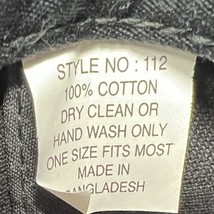 STYLE NO : 112
100% COTTON
DRY CLEAN OR
HAND WASH ONLY
ONE SIZE FITS MOST
MADE IN
BANGLADESH